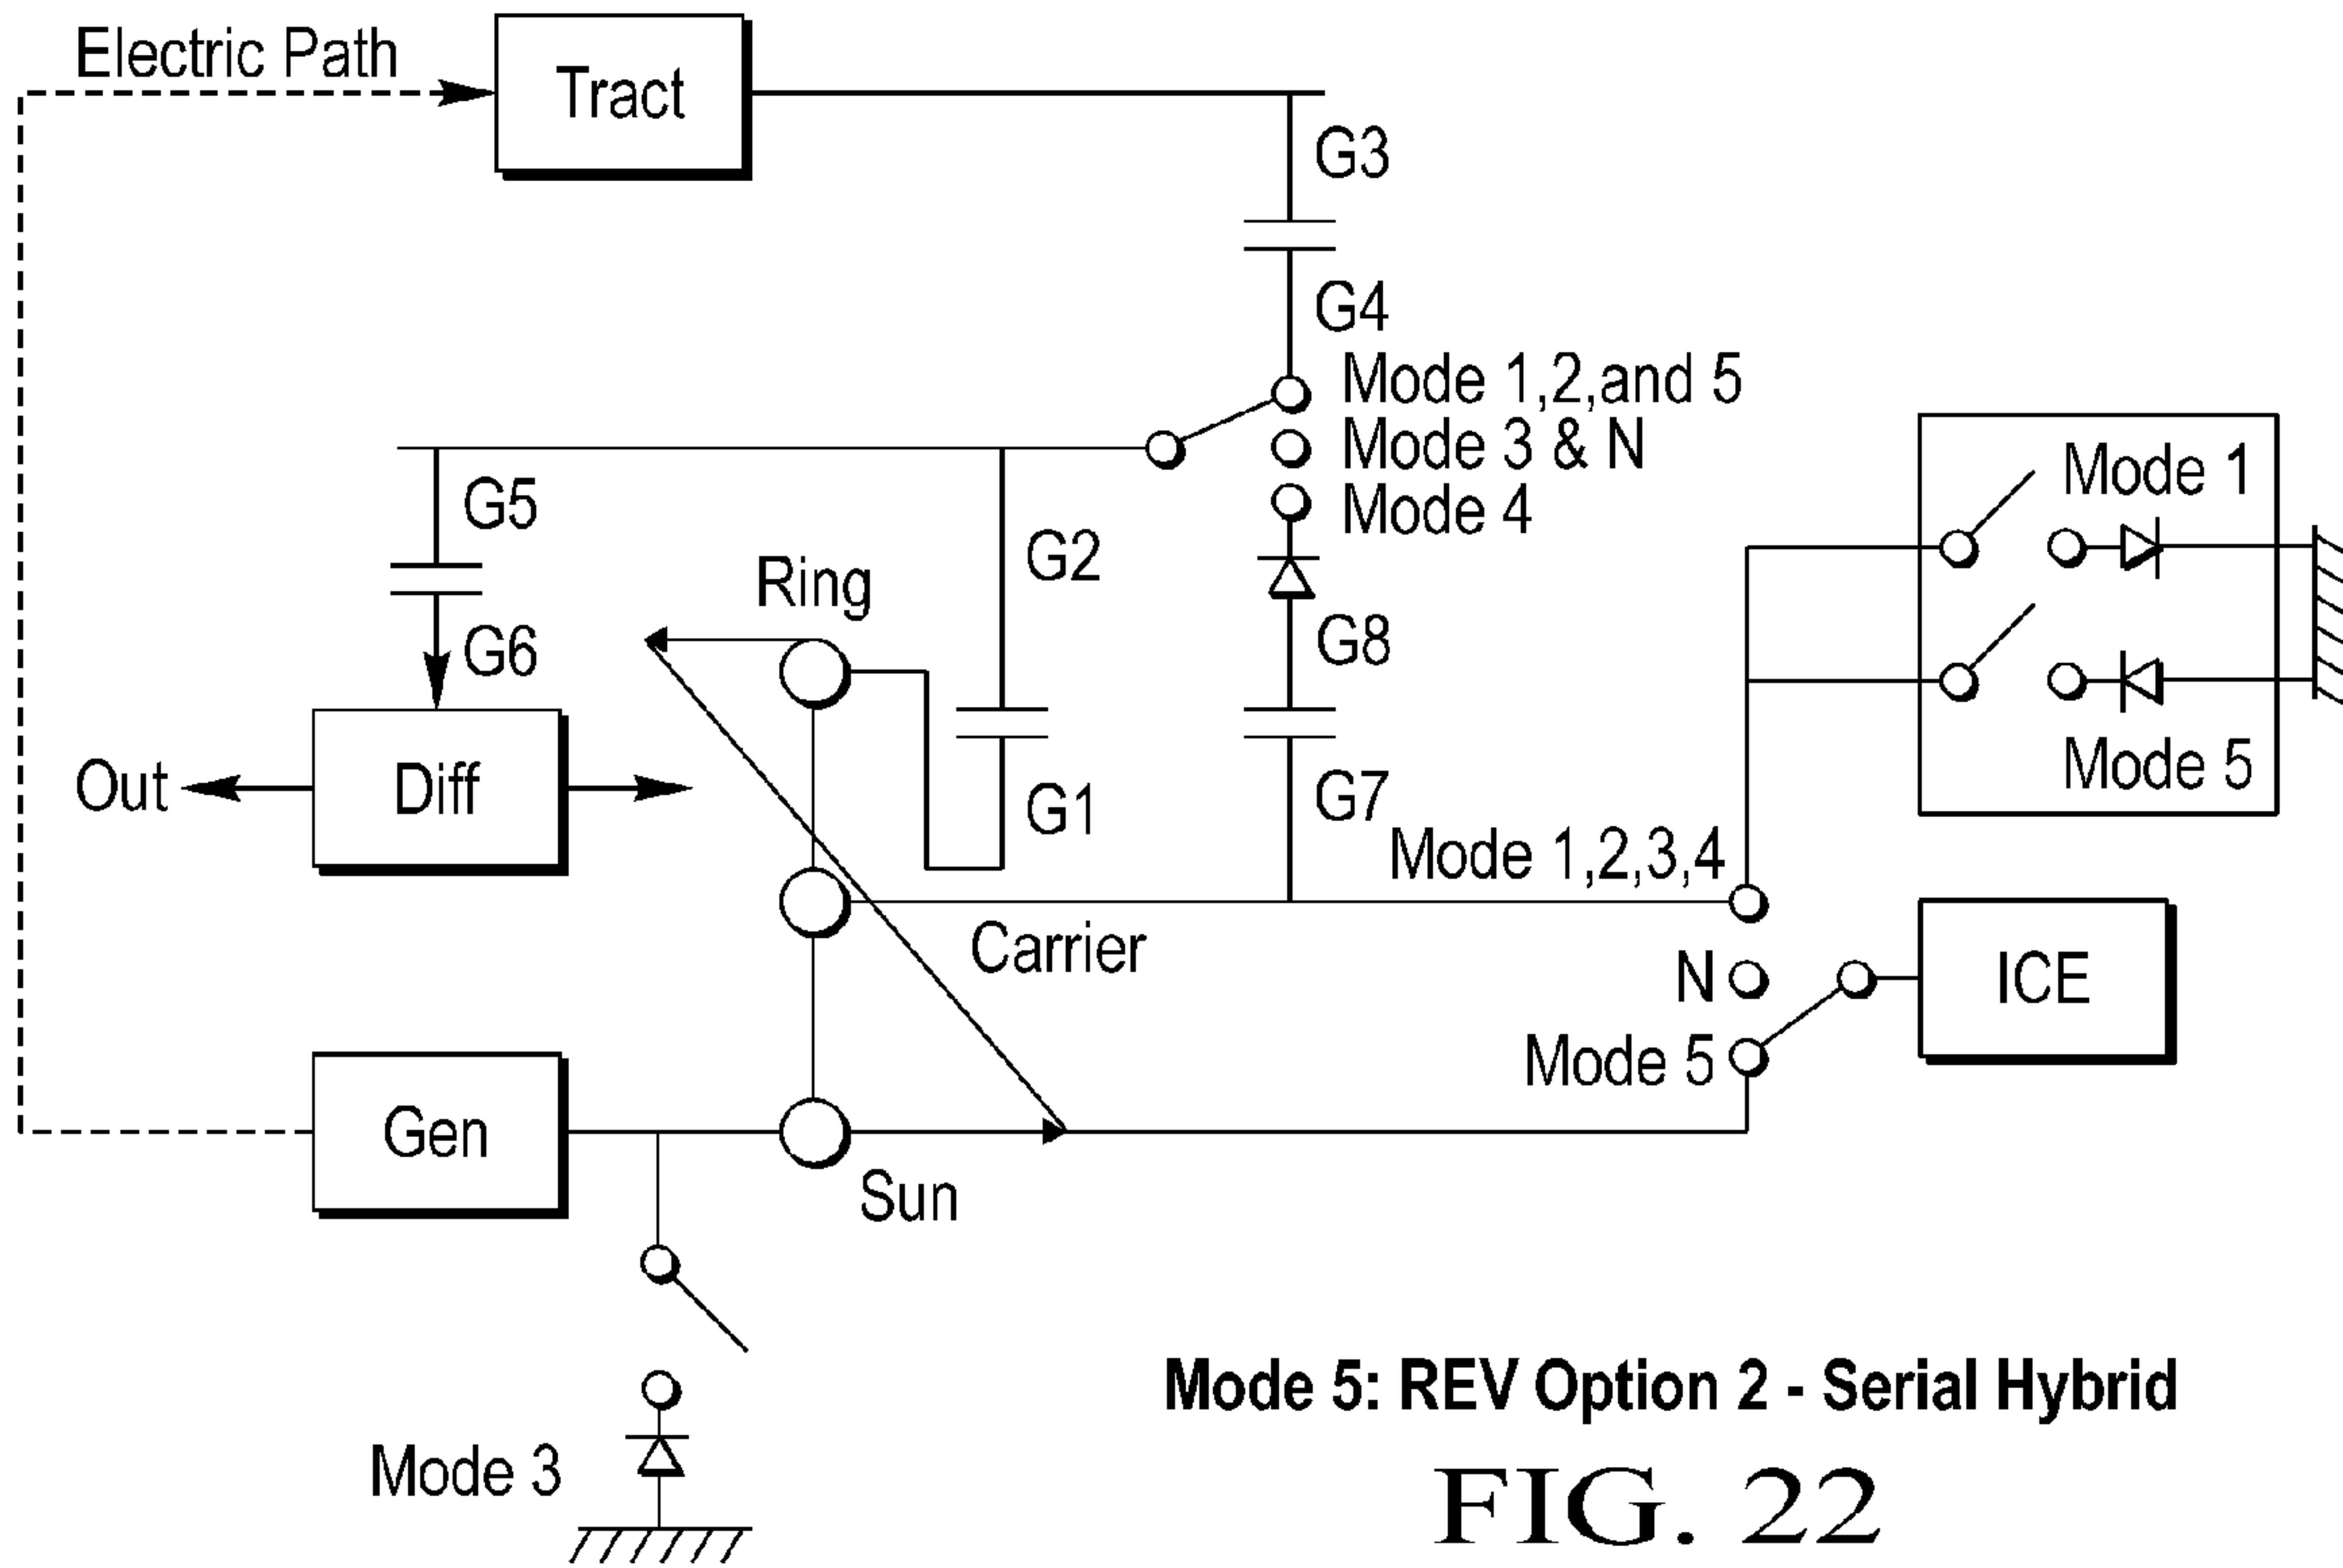 Electric Path
Tract
G3
G4
Mode 1,2,and 5
Mode 3 & N
Mode 4
Mode 1
G5
G2
Ring
G6
G8
Mode 5
Out
Diff
G1
G7
Mode 1,2,3,4
Carrier
N
ICE
Mode 5
Gen
Sun
Mode 3
Mode 5: REV Option 2 - Serial Hybrid
FIG. 22